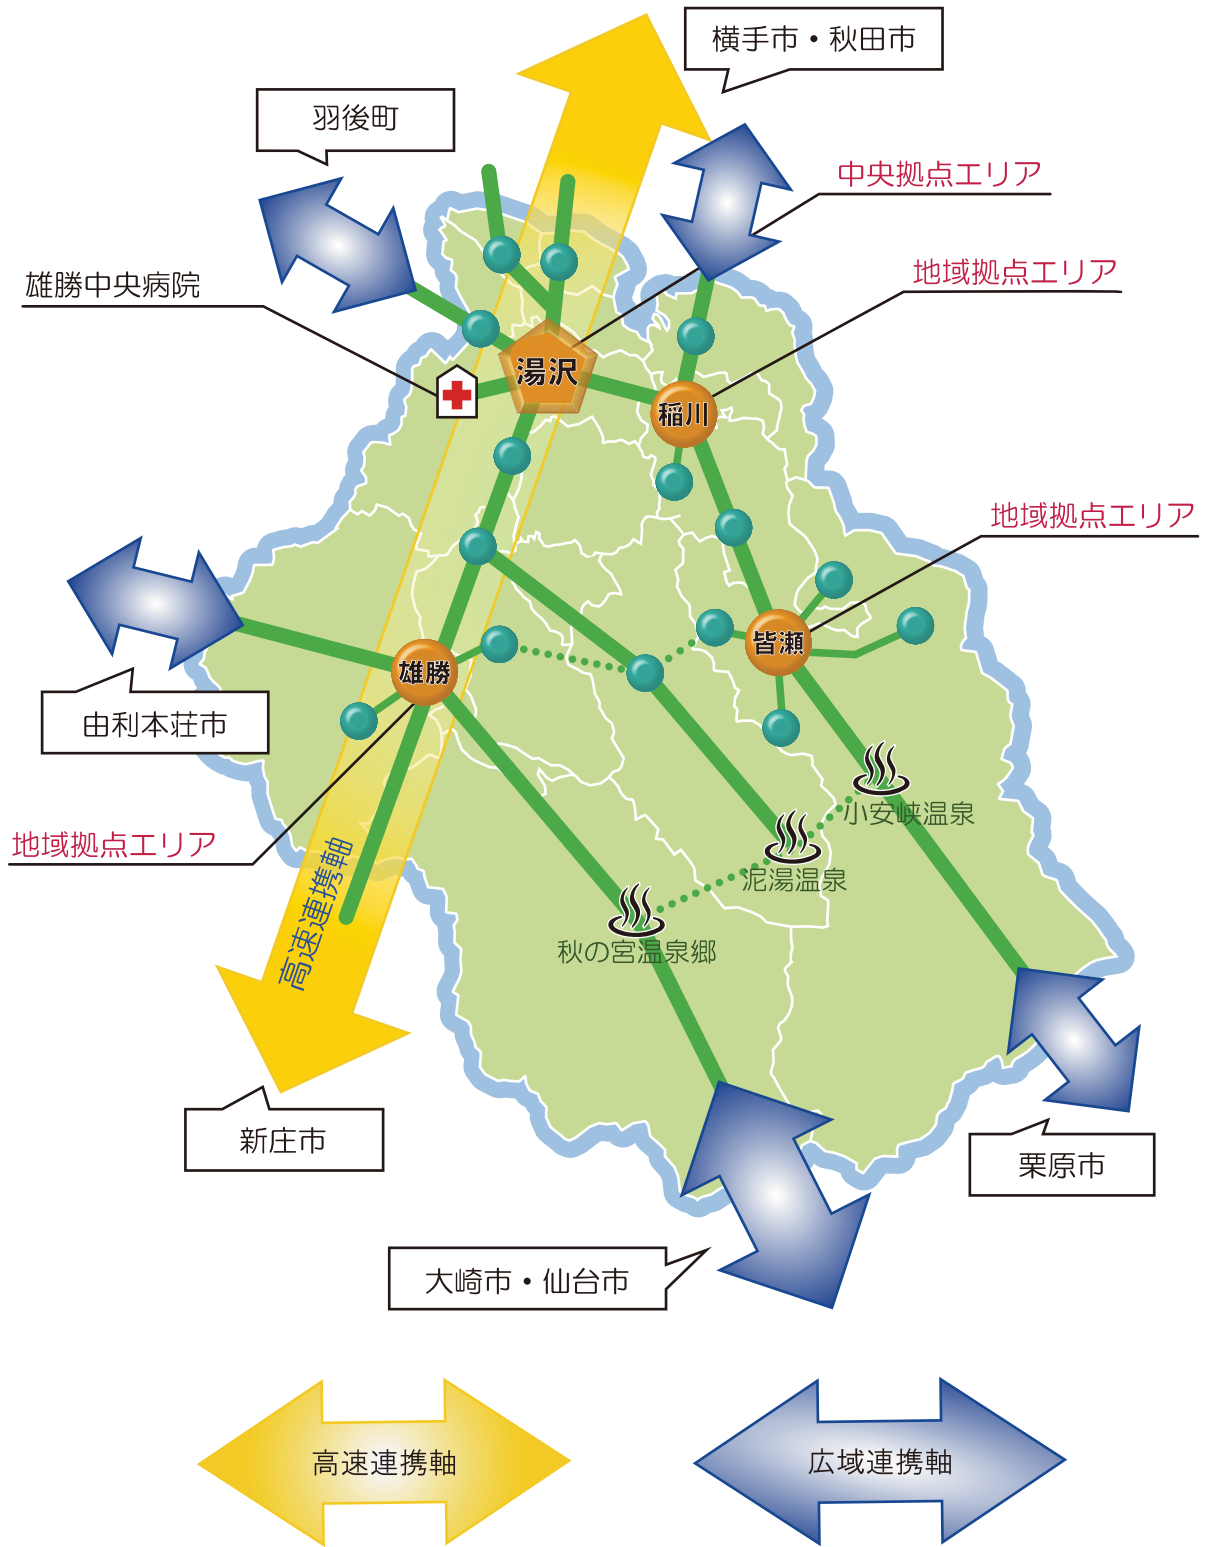 横手市・秋田市
羽後町
中央拠点エリア
地域拠点エリア
雄勝中央病院
湯沢
稲川
地域拠点エリア
皆瀬
雄勝
由利本荘市
小安峡温泉
地域拠点エリア
泥湯温泉
高速連携軸
秋の宮温泉郷
新庄市
栗原市
大崎市・仙台市
高速連携軸
広域連携軸